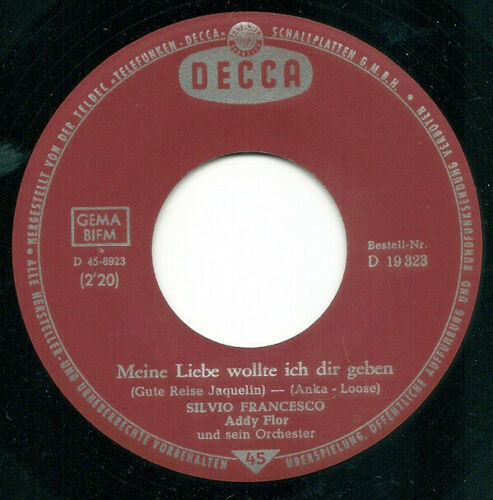 HERGESTELLT VON DER TELDEC »TELEFUNKEN - DECCA« SCHALLPLATTEN G.M.B.H.
DECCA
GEMA
BIEM
D 45-8923
(2'20)
Bestell-Nr.
D 19 323
Meine Liebe wollte ich dir geben
(Gute Reise Jaquelin) — (Anka - Loose)
SILVIO FRANCESCO
Addy Flor
und sein Orchester
45
• ALLE HERSTELLER- UND URHEBERRECHTE VORBEHALTEN
ÜBERSPIELUNG, ÖFFENTLICHE AUFFÜHRUNG UND RUNDFUNKSENDUNG VERBOTEN